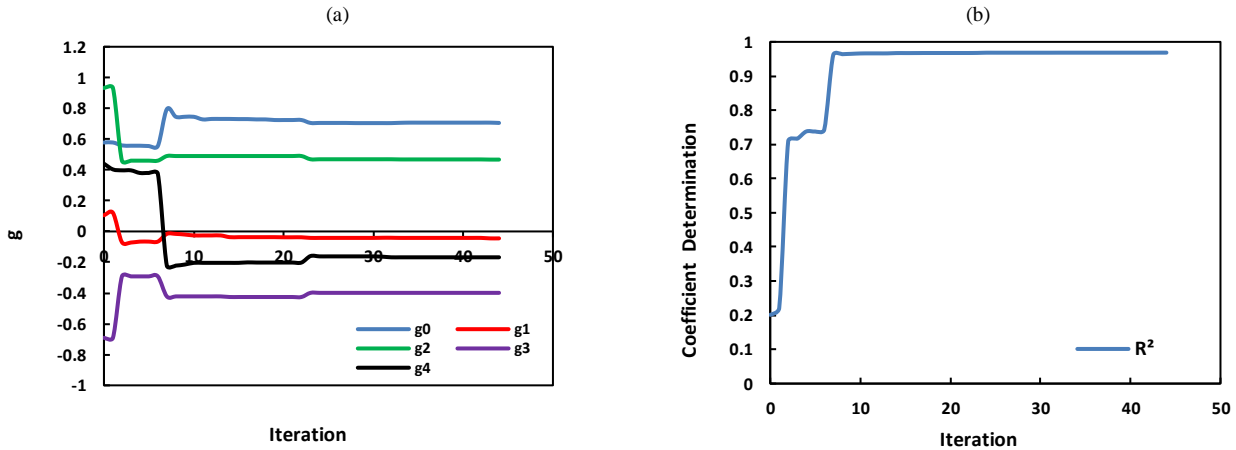 (a)
1.2
1
0.8
0.6
0.4
0.2
0
-0.2
-0.4
-0.6
-0.8
-1
0 10 20 30 40 50
g
Iteration
g0 g1
g2 g3
g4
(b)
1
0.9
0.8
0.7
0.6
0.5
0.4
0.3
0.2
0.1
0
0 10 20 30 40 50
Coefficient Determination
Iteration
R²